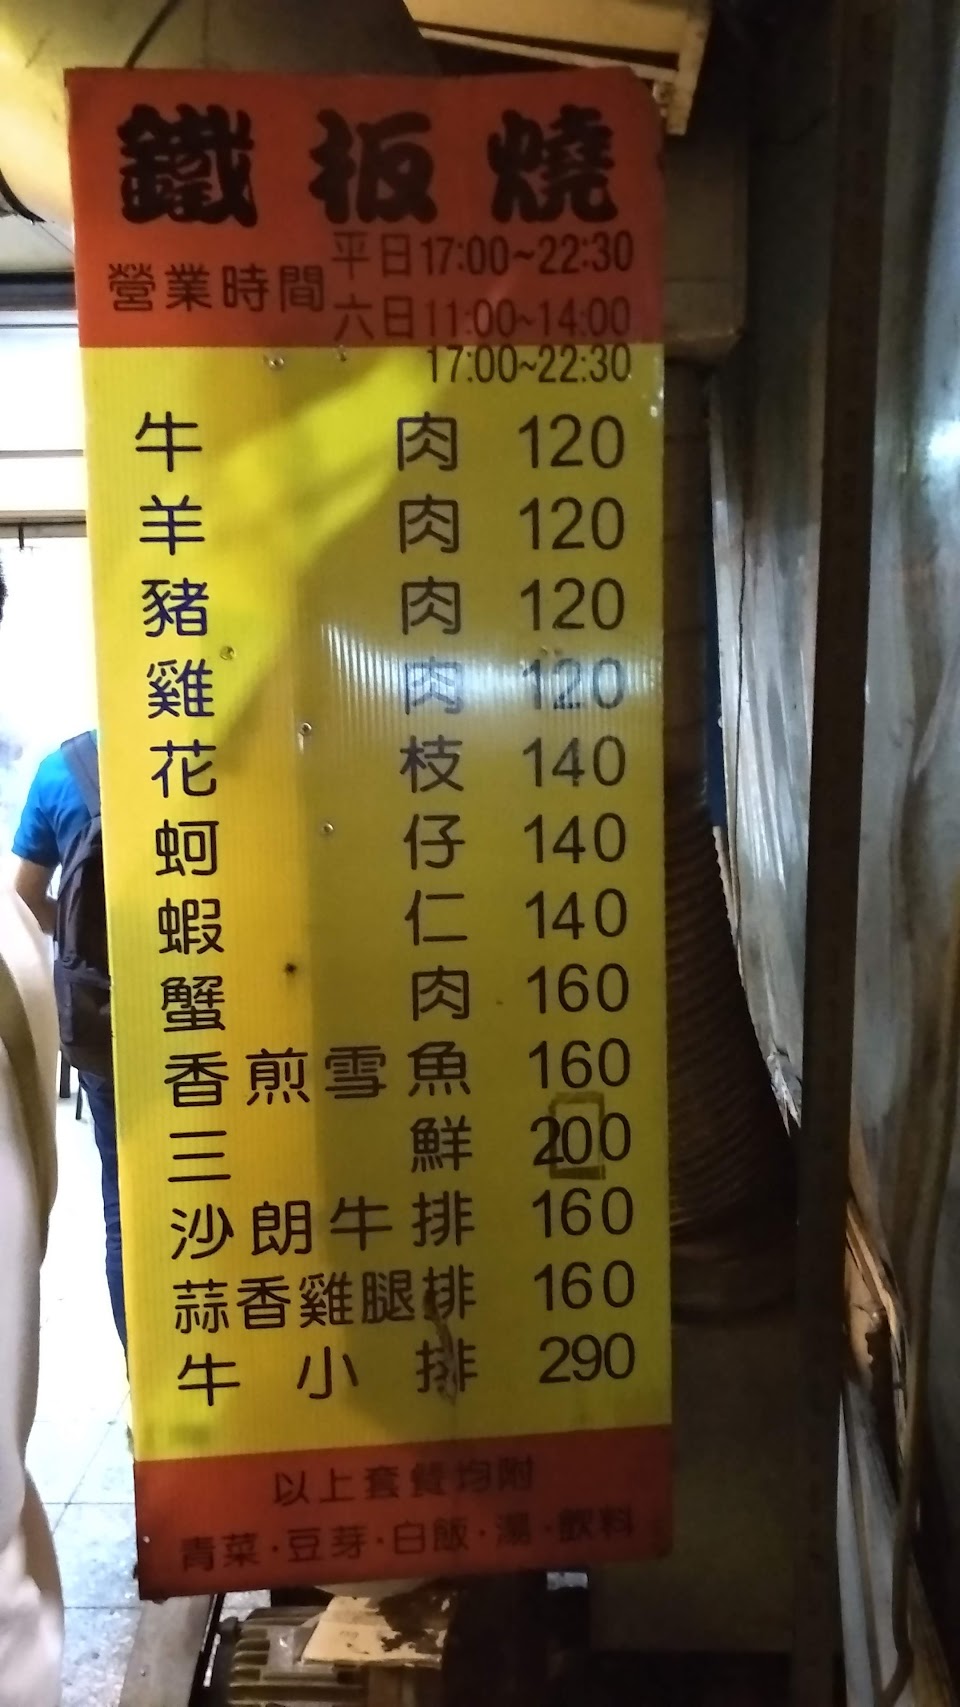 鐵板燒
營業時間 平日17:00~22:30
六日11:00~14:00
17:00~22:30
牛肉 120
羊肉 120
豬肉 120
雞肉 120
花枝 140
蚵仔 140
蝦仁 140
蟹肉 160
香煎雪魚 160
三鮮 200
沙朗牛排 160
蒜香雞腿排 160
牛小排 290
以上套餐均附
青菜·豆芽·白飯·湯·飲料